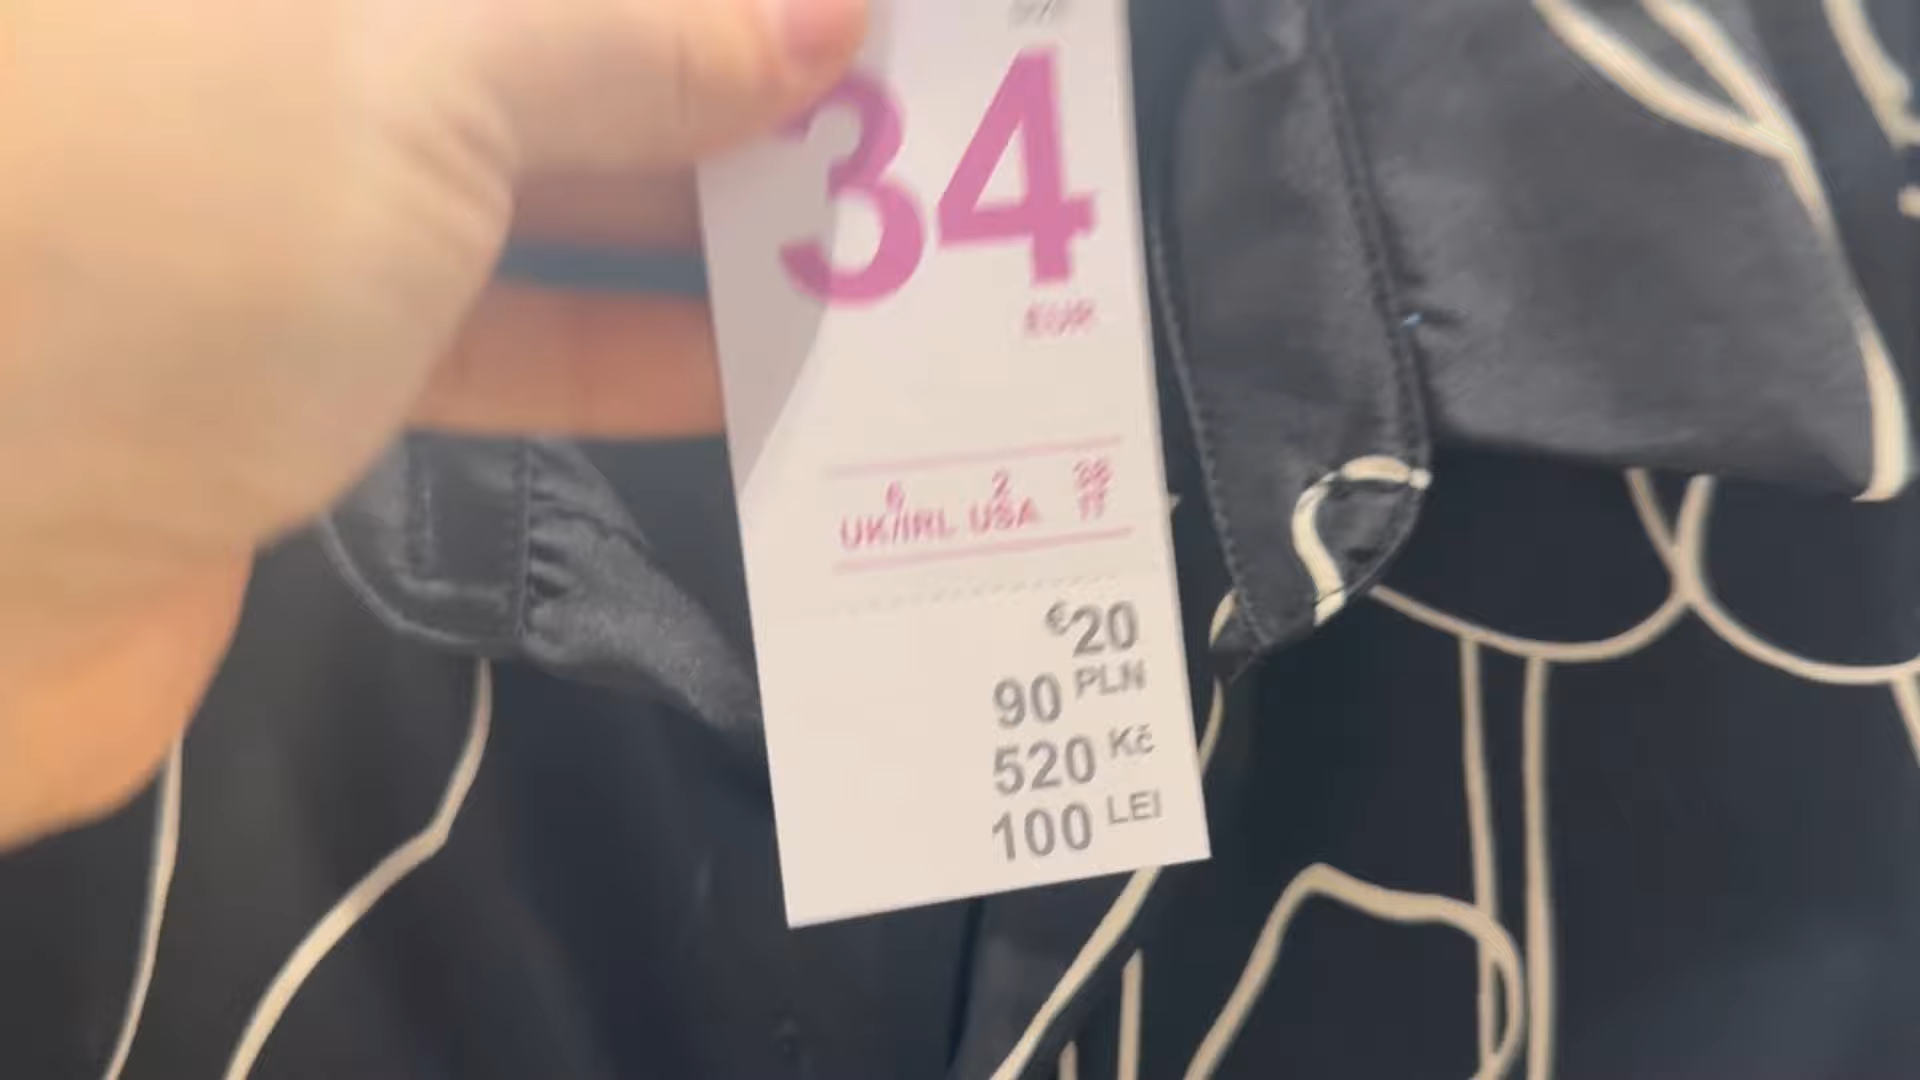 34
EUR
6 2 38
UK/IRL USA IT
€20
90 PLN
520 Kč
100 LEI